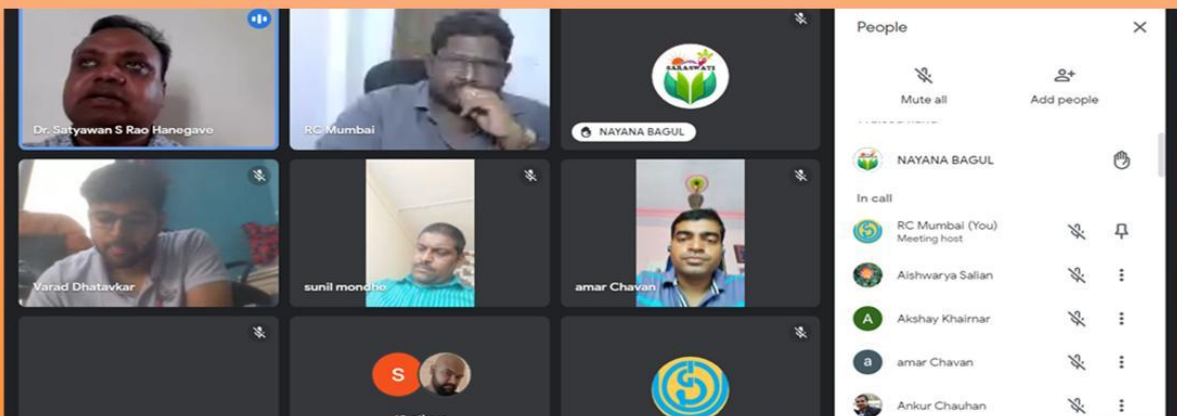 Dr. Satyawan S Rao Hanegave
RC Mumbai
SARASWATI
NAYANA BAGUL
Varad Dhatavkar
sunil mondhe
amar Chavan
S
People
Mute all
Add people
NAYANA BAGUL
In call
RC Mumbai (You)
Meeting host
Aishwarya Salian
A
Akshay Khairnar
a
amar Chavan
Ankur Chauhan